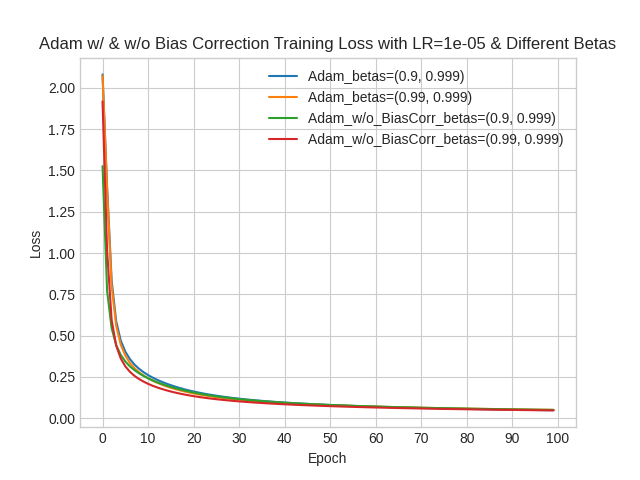 Adam w/ & w/o Bias Correction Training Loss with LR=1e-05 & Different Betas
Adam_betas=(0.9, 0.999)
Adam_betas=(0.99, 0.999)
Adam_w/o_BiasCorr_betas=(0.9, 0.999)
Adam_w/o_BiasCorr_betas=(0.99, 0.999)
2.00
1.75
1.50
1.25
1.00
0.75
0.50
0.25
0.00
Loss
0 10 20 30 40 50 60 70 80 90 100
Epoch